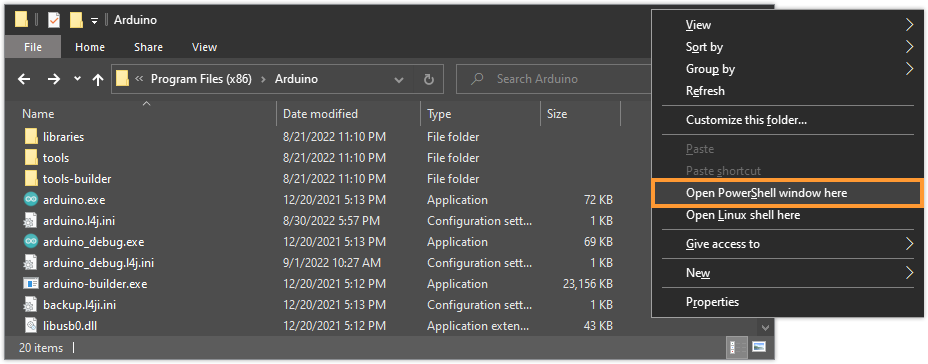 Arduino
File Home Share View
Program Files (x86) Arduino
Search Arduino
Name Date modified Type Size
libraries 8/21/2022 11:10 PM File folder
tools 8/21/2022 11:10 PM File folder
tools-builder 8/21/2022 11:10 PM File folder
arduino.exe 12/20/2021 5:13 PM Application 72 KB
arduino.l4j.ini 8/30/2022 5:57 PM Configuration sett... 1 KB
arduino_debug.exe 12/20/2021 5:13 PM Application 69 KB
arduino_debug.l4j.ini 9/1/2022 10:27 AM Configuration sett... 1 KB
arduino-builder.exe 12/20/2021 5:12 PM Application 23,156 KB
backup.l4ji.ini 12/20/2021 5:13 PM Configuration sett... 1 KB
libusb0.dll 12/20/2021 5:12 PM Application exten... 43 KB
20 items
View
Sort by
Group by
Refresh
Customize this folder...
Paste
Paste shortcut
Open PowerShell window here
Open Linux shell here
Give access to
New
Properties